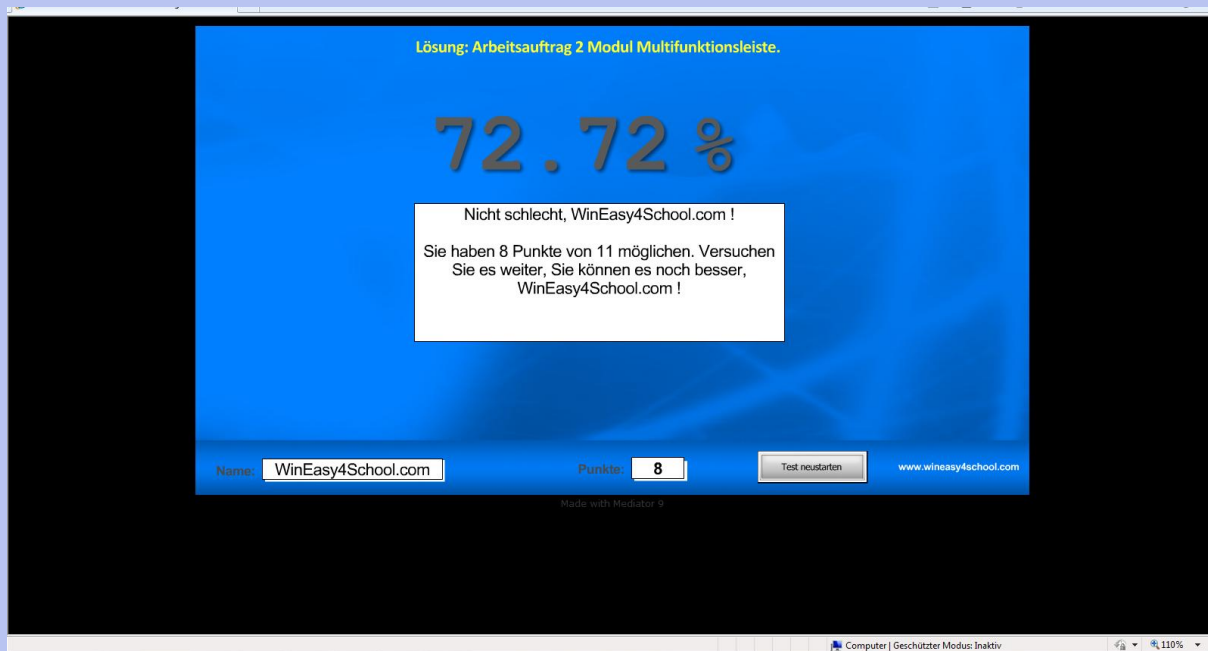 Lösung: Arbeitsauftrag 2 Modul Multifunktionsleiste.
72.72 %
Nicht schlecht, WinEasy4School.com !
Sie haben 8 Punkte von 11 möglichen. Versuchen
Sie es weiter, Sie können es noch besser,
WinEasy4School.com !
Name: WinEasy4School.com Punkte: 8 Test neustarten www.wineasy4school.com
Made with Mediator 9
Computer | Geschützter Modus: Inaktiv 110%